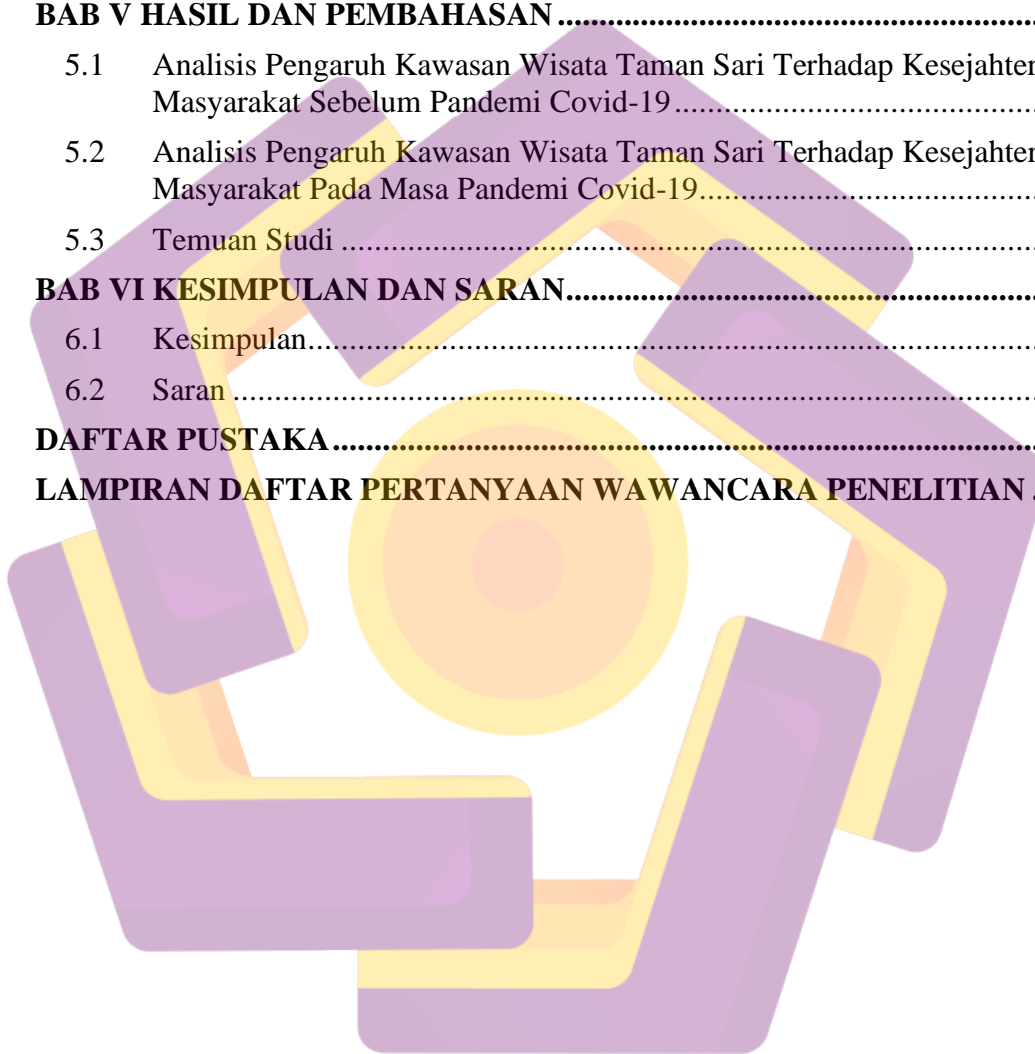 BAB V HASIL DAN PEMBAHASAN ..........................................................
5.1 Analisis Pengaruh Kawasan Wisata Taman Sari Terhadap
Masyarakat Sebelum Pandemi Covid-19 ..........................................................
5.2 Analisis Pengaruh Kawasan Wisata Taman Sari Terhadap
Masyarakat Pada Masa Pandemi Covid-19 ..........................................................
5.3 Temuan Studi ..........................................................
BAB VI KESIMPULAN DAN SARAN ..........................................................
6.1 Kesimpulan ..........................................................
6.2 Saran ..........................................................
DAFTAR PUSTAKA ..........................................................
LAMPIRAN DAFTAR PERTANYAAN WAWANCARA PENELITIAN .